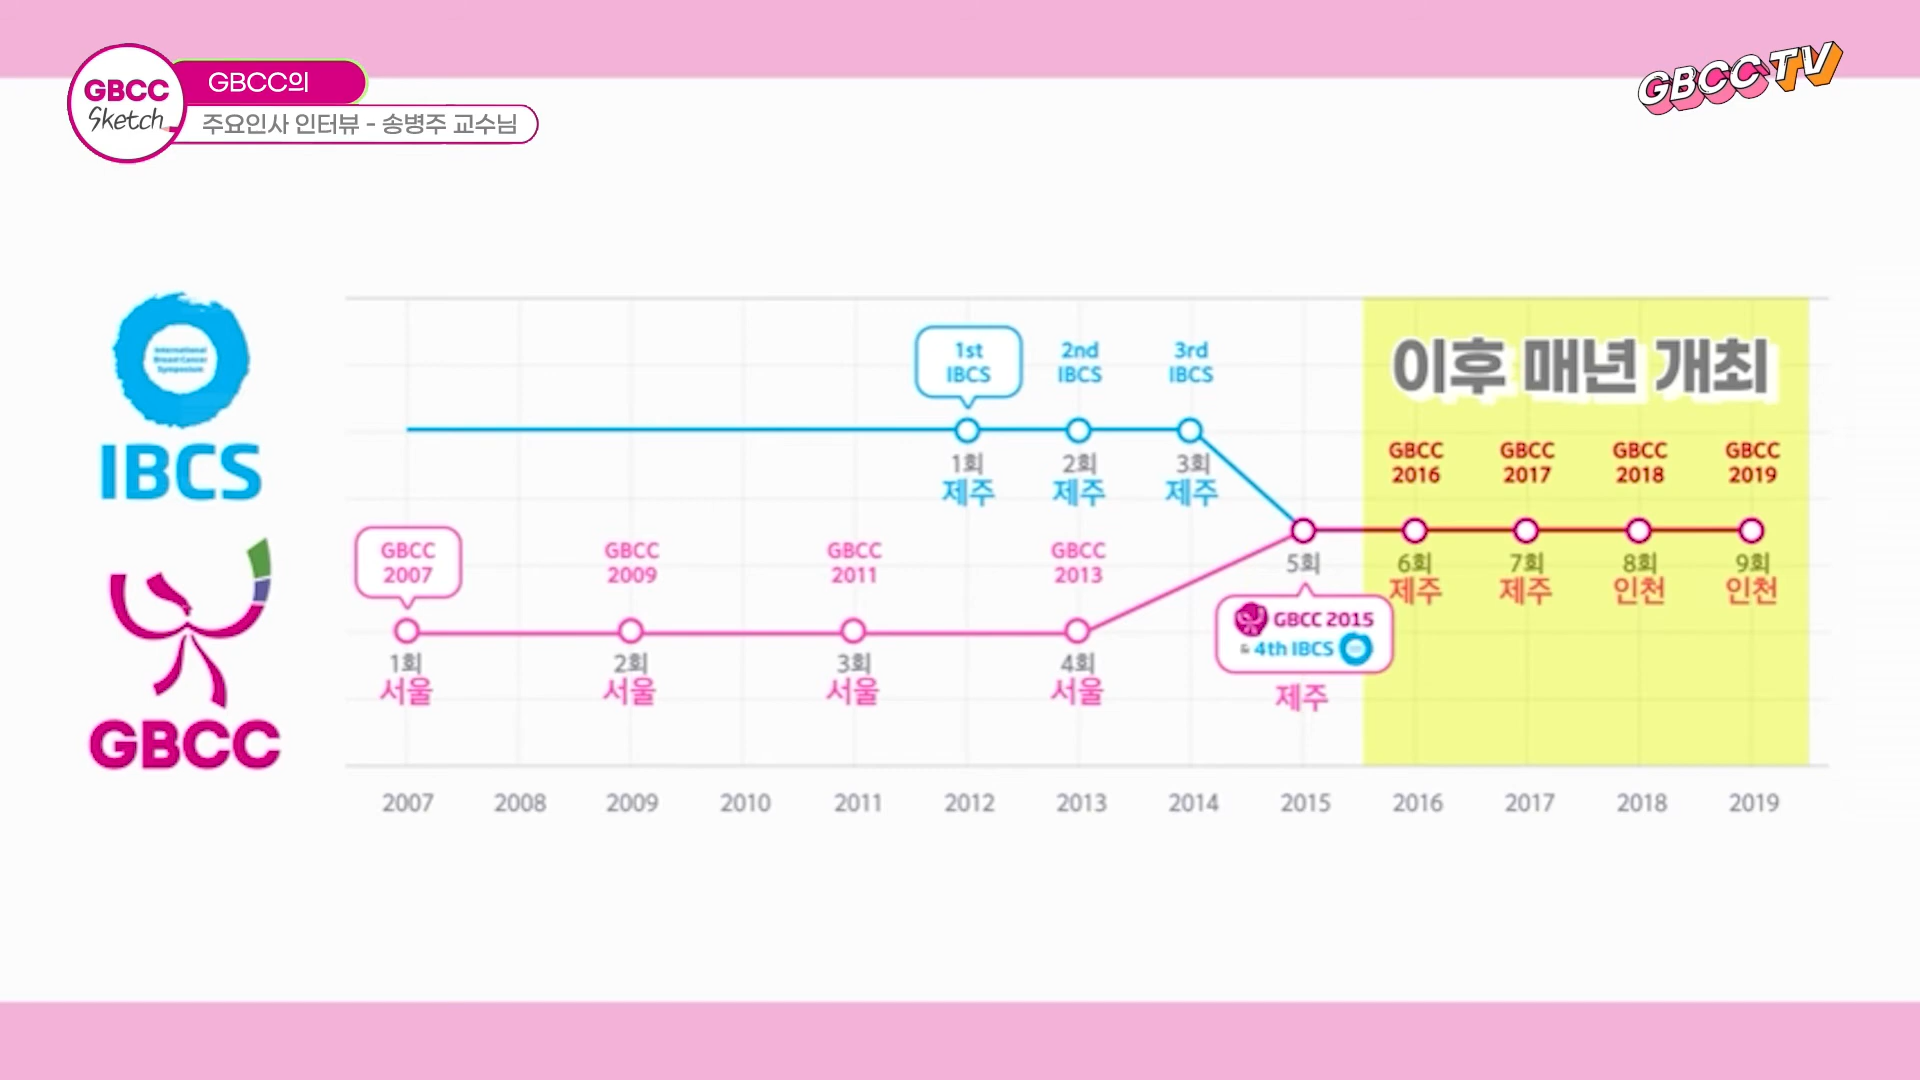 GBCC
Sketch
GBCC의
주요인사 인터뷰 - 송병주 교수님
GBCC TV
International
Breast Cancer
Symposium
IBCS
GBCC
이후 매년 개최
1st
IBCS
2nd
IBCS
3rd
IBCS
1회
제주
2회
제주
3회
제주
GBCC
2016
GBCC
2017
GBCC
2018
GBCC
2019
GBCC
2007
GBCC
2009
GBCC
2011
GBCC
2013
5회
6회
제주
7회
제주
8회
인천
9회
인천
GBCC 2015
& 4th IBCS
제주
1회
서울
2회
서울
3회
서울
4회
서울
2007 2008 2009 2010 2011 2012 2013 2014 2015 2016 2017 2018 2019